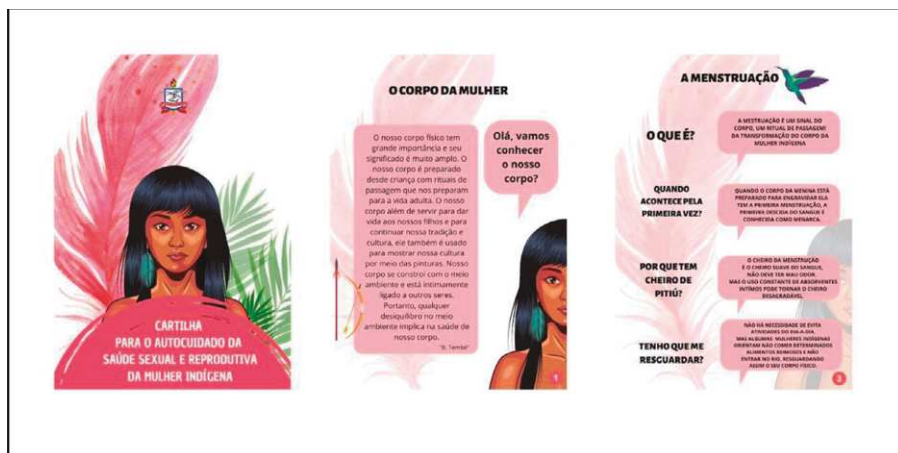 CARTILHA
PARA O AUTOCUIDADO DA
SAÚDE SEXUAL E REPRODUTIVA
DA MULHER INDÍGENA
O CORPO DA MULHER
O nosso corpo físico tem
grande importância e seu
significado é muito amplo. O
nosso corpo é preparado
desde criança com rituais de
passagem que nos preparam
para a vida adulta. O nosso
corpo além de servir para dar
vida aos nossos filhos e para
continuar nossa tradição e
cultura, ele também é usado
para mostrar nossa cultura
por meio das pinturas. Nosso
corpo se constroi com o meio
ambiente e está intimamente
ligado a outros seres.
Portanto, qualquer
desiquilíbro no meio
ambiente implica na saúde de
nosso corpo.
"B. Tembé"
Olá, vamos
conhecer
o nosso
corpo?
1
A MENSTRUAÇÃO
O QUE É?
A MESTRUAÇÃO É UM SINAL DO
CORPO, UM RITUAL DE PASSAGEM
DA TRANSFORMAÇÃO DO CORPO DA
MULHER INDÍGENA
QUANDO
ACONTECE PELA
PRIMEIRA VEZ?
QUANDO O CORPO DA MENINA ESTÁ
PREPARADO PARA ENGRAVIDAR ELA
TEM A PRIMEIRA MENSTRUAÇÃO, A
PRIMEIRA DESCIDA DO SANGUE É
CONHECIDA COMO MENARCA.
POR QUE TEM
CHEIRO DE
PITIÚ?
O CHEIRO DA MENSTRUAÇÃO
É O CHEIRO SUAVE DO SANGUE,
NÃO DEVE TER MAU ODOR.
MAS O USO CONSTANTE DE ABSORVENTES
INTÍMOS PODE TORNAR O CHEIRO
DESAGRADÁVEL
TENHO QUE ME
RESGUARDAR?
NÃO HÁ NECESSIDADE DE EVITA
ATIVIDADES DO DIA-A-DIA.
MAS ALGUMAS MULHERES INDÍGENAS
ORIENTAM NÃO COMER DETERMINADOS
ALIMENTOS REIMOSOS E NÃO
ENTRAR NO RIO, RESGUARDANDO
ASSIM O SEU CORPO FÍSICO.